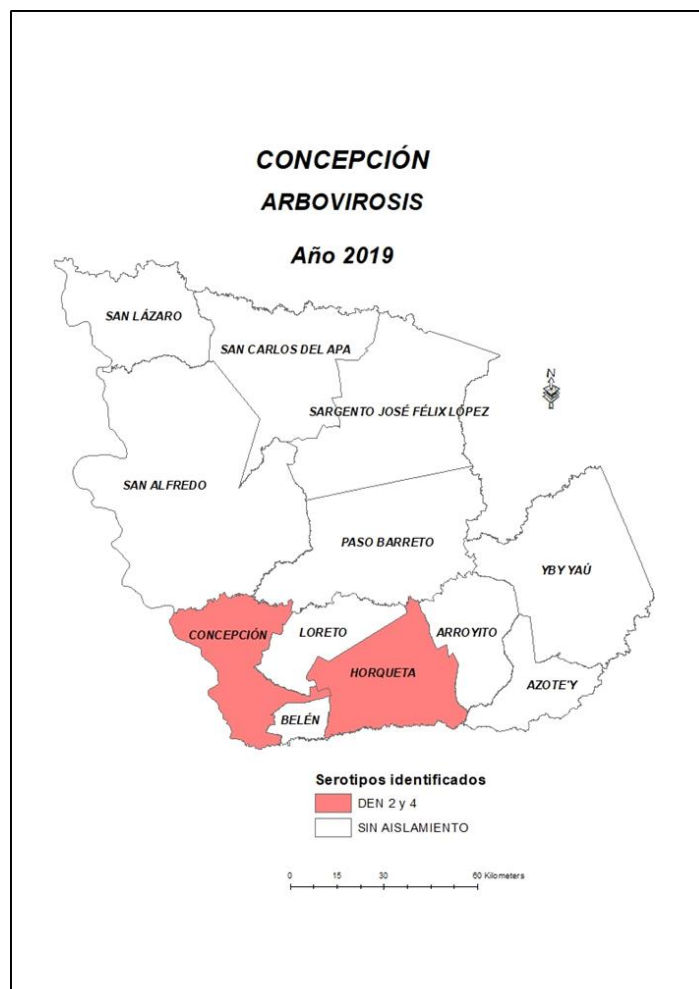 CONCEPCIÓN
ARBOVIROSIS
Año 2019
SAN LÁZARO
SAN CARLOS DEL APA
N
SARGENTO JOSÉ FÉLIX LÓPEZ
SAN ALFREDO
PASO BARRETO
YBY YAÚ
CONCEPCIÓN
LORETO
ARROYITO
HORQUETA
AZOTE'Y
BELÉN
Serotipos identificados
DEN 2 y 4
SIN AISLAMIENTO
0 15 30 60 Kilometers